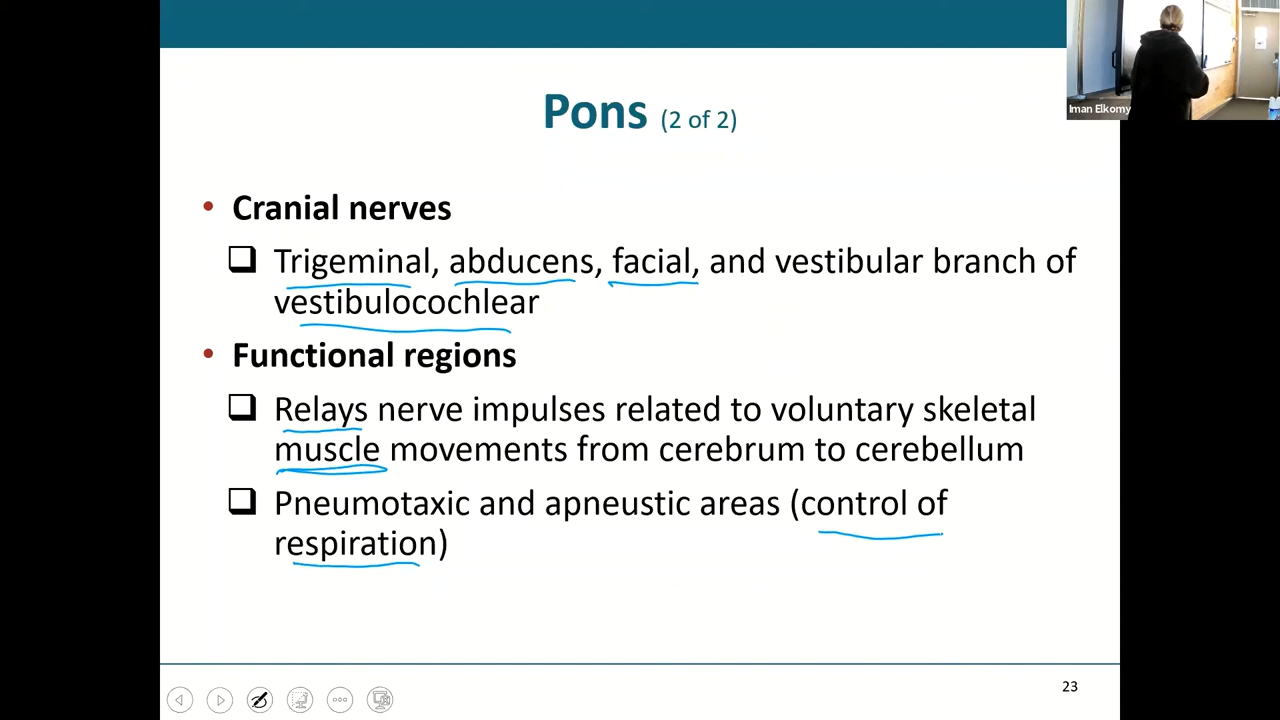 Iman Elkomy
Pons (2 of 2)
• Cranial nerves
❑ Trigeminal, abducens, facial, and vestibular branch of
vestibulocochlear
• Functional regions
❑ Relays nerve impulses related to voluntary skeletal
muscle movements from cerebrum to cerebellum
❑ Pneumotaxic and apneustic areas (control of
respiration)
23